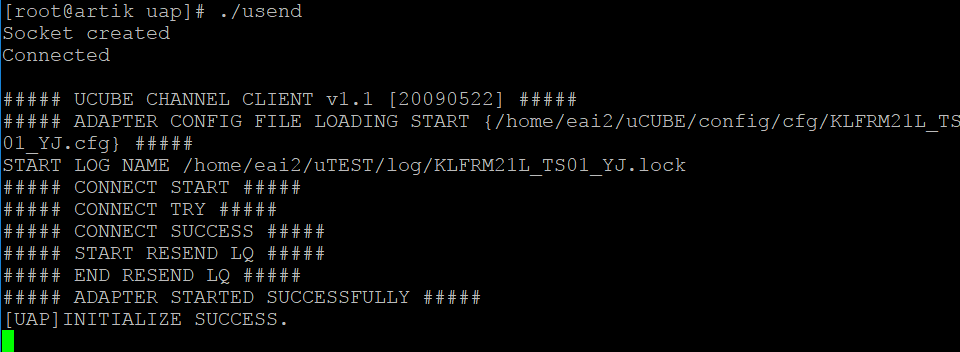 [root@artik uap]# ./usend
Socket created
Connected
##### UCUBE CHANNEL CLIENT v1.1 [20090522] #####
##### ADAPTER CONFIG FILE LOADING START {/home/eai2/uCUBE/config/cfg/KLFRM21L_TS
01_YJ.cfg} #####
START LOG NAME /home/eai2/uTEST/log/KLFRM21L_TS01_YJ.lock
##### CONNECT START #####
##### CONNECT TRY #####
##### CONNECT SUCCESS #####
##### START RESEND LQ #####
##### END RESEND LQ #####
##### ADAPTER STARTED SUCCESSFULLY #####
[UAP]INITIALIZE SUCCESS.